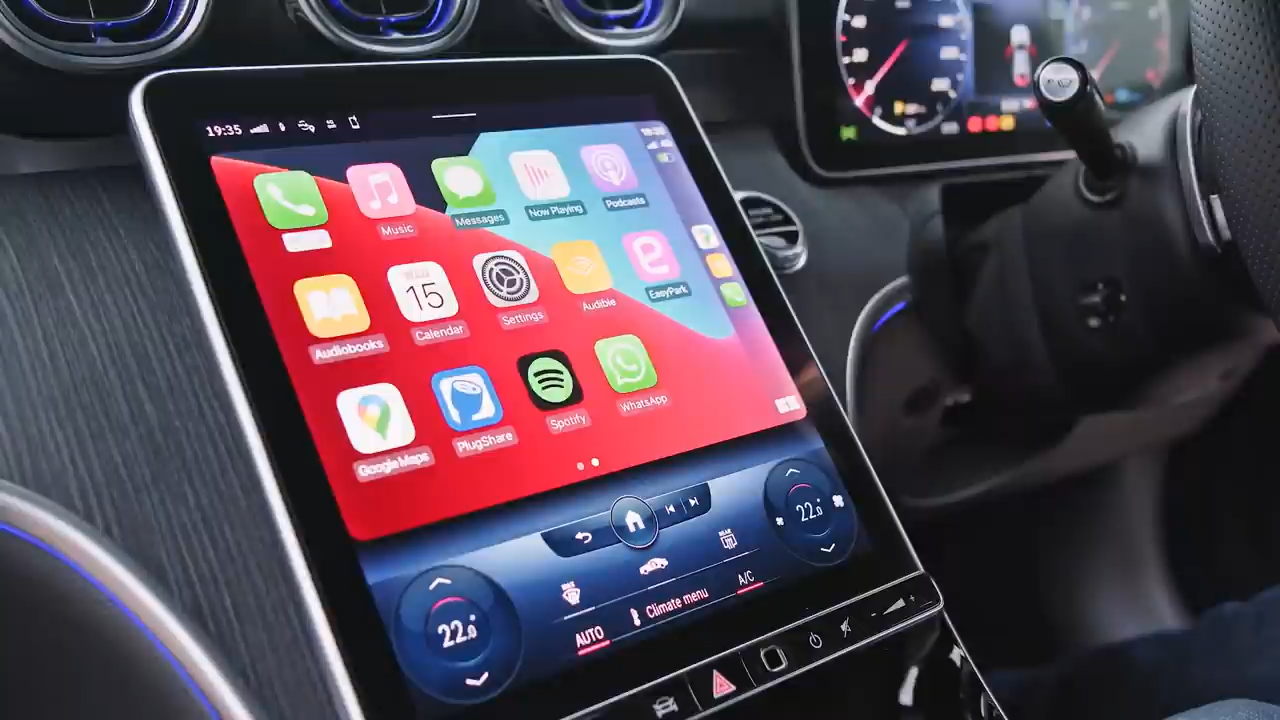 19:35
Music
Messages
Now Playing
Podcasts
Audiobooks
15
Calendar
Settings
Audible
EasyPark
Google Maps
PlugShare
Spotify
WhatsApp
22.0
AUTO
Climate menu
A/C
REAR
22.0